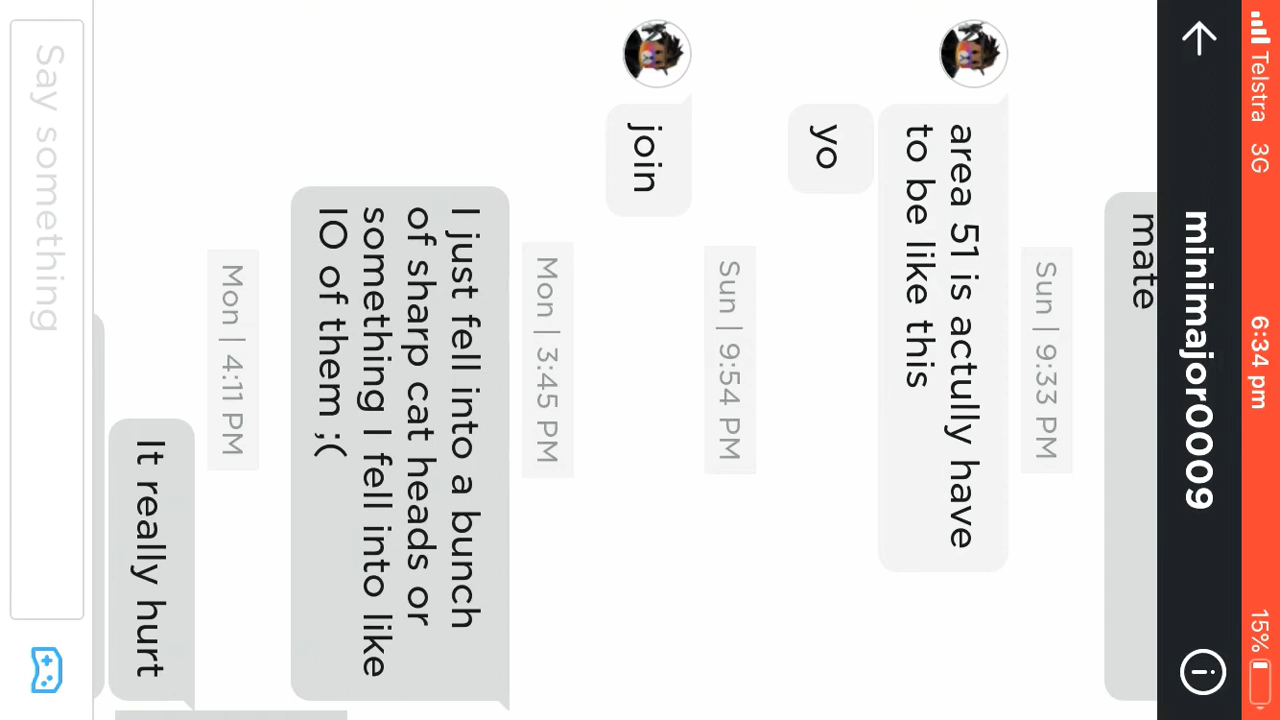 Telstra 3G 6:34 pm 15%
minimajor0009
mate
Sun | 9:33 PM
area 51 is actully have
to be like this
yo
Sun | 9:54 PM
join
Mon | 3:45 PM
I just fell into a bunch
of sharp cat heads or
something I fell into like
10 of them ;(
Mon | 4:11 PM
It really hurt
Say something